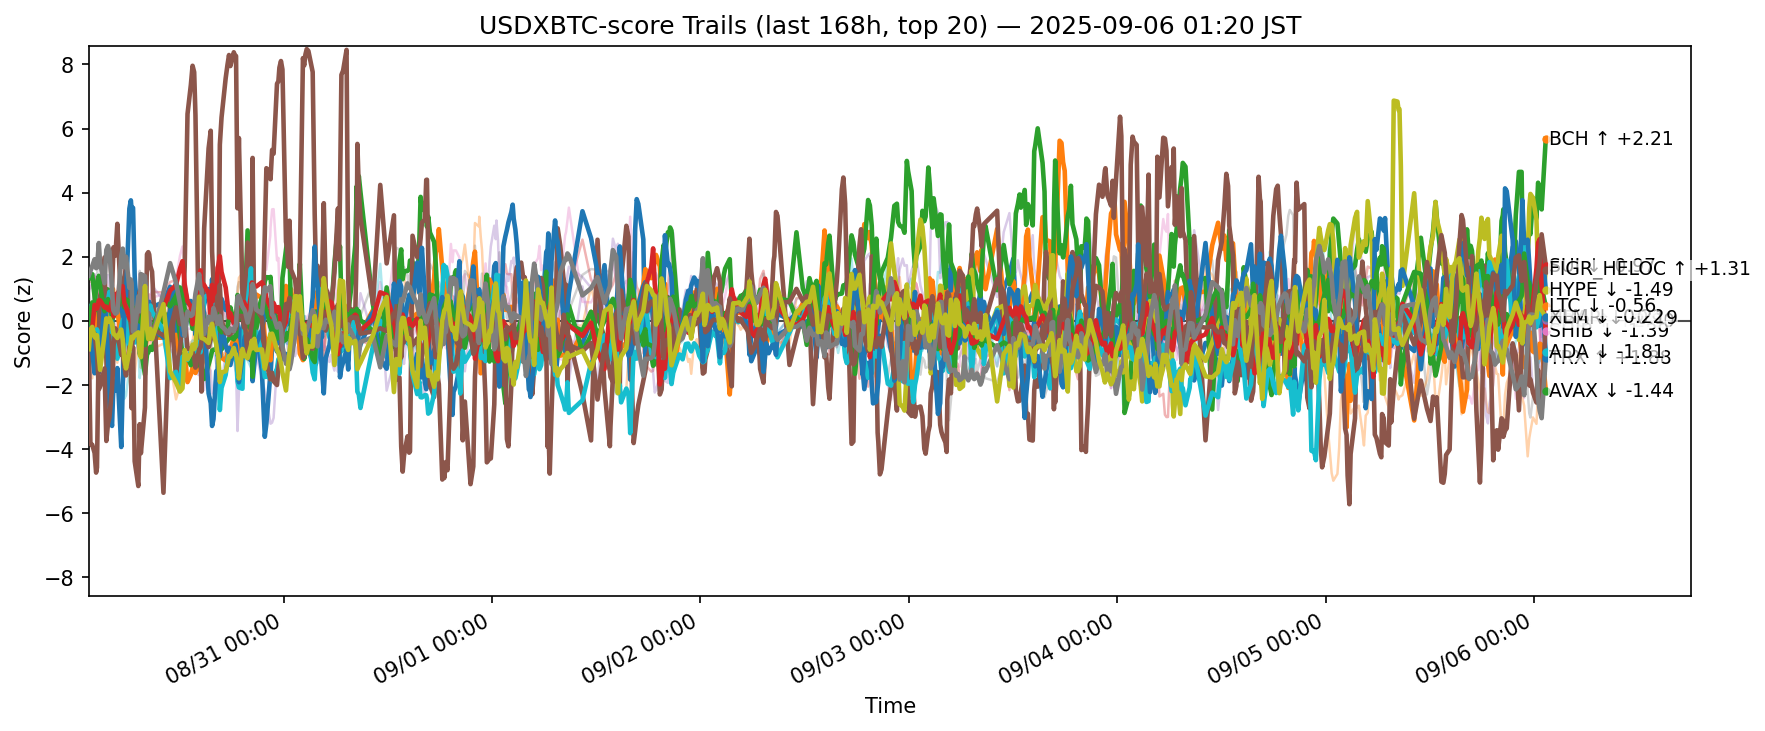 USDXBTC-score Trails (last 168h, top 20) — 2025-09-06 01:20 JST
Score (z)
8
6
4
2
0
−2
−4
−6
−8
BCH ↑ +2.21
FIGR_HELOC ↑ +1.31
HYPE ↓ -1.49
LTC ↓ -0.56
SHIB ↓ -1.39
ADA ↓ -1.81
AVAX ↓ -1.44
08/31 00:00
09/01 00:00
09/02 00:00
09/03 00:00
09/04 00:00
09/05 00:00
09/06 00:00
Time